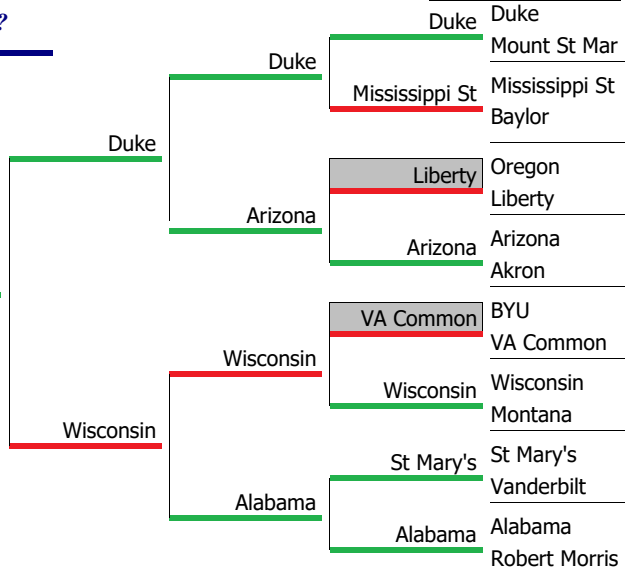 ?
Duke
Duke
Mount St Mar
Duke
Mississippi St
Mississippi St
Baylor
Duke
Liberty
Oregon
Liberty
Arizona
Arizona
Arizona
Akron
VA Common
BYU
VA Common
Wisconsin
Wisconsin
Wisconsin
Montana
Wisconsin
St Mary's
St Mary's
Vanderbilt
Alabama
Alabama
Alabama
Robert Morris